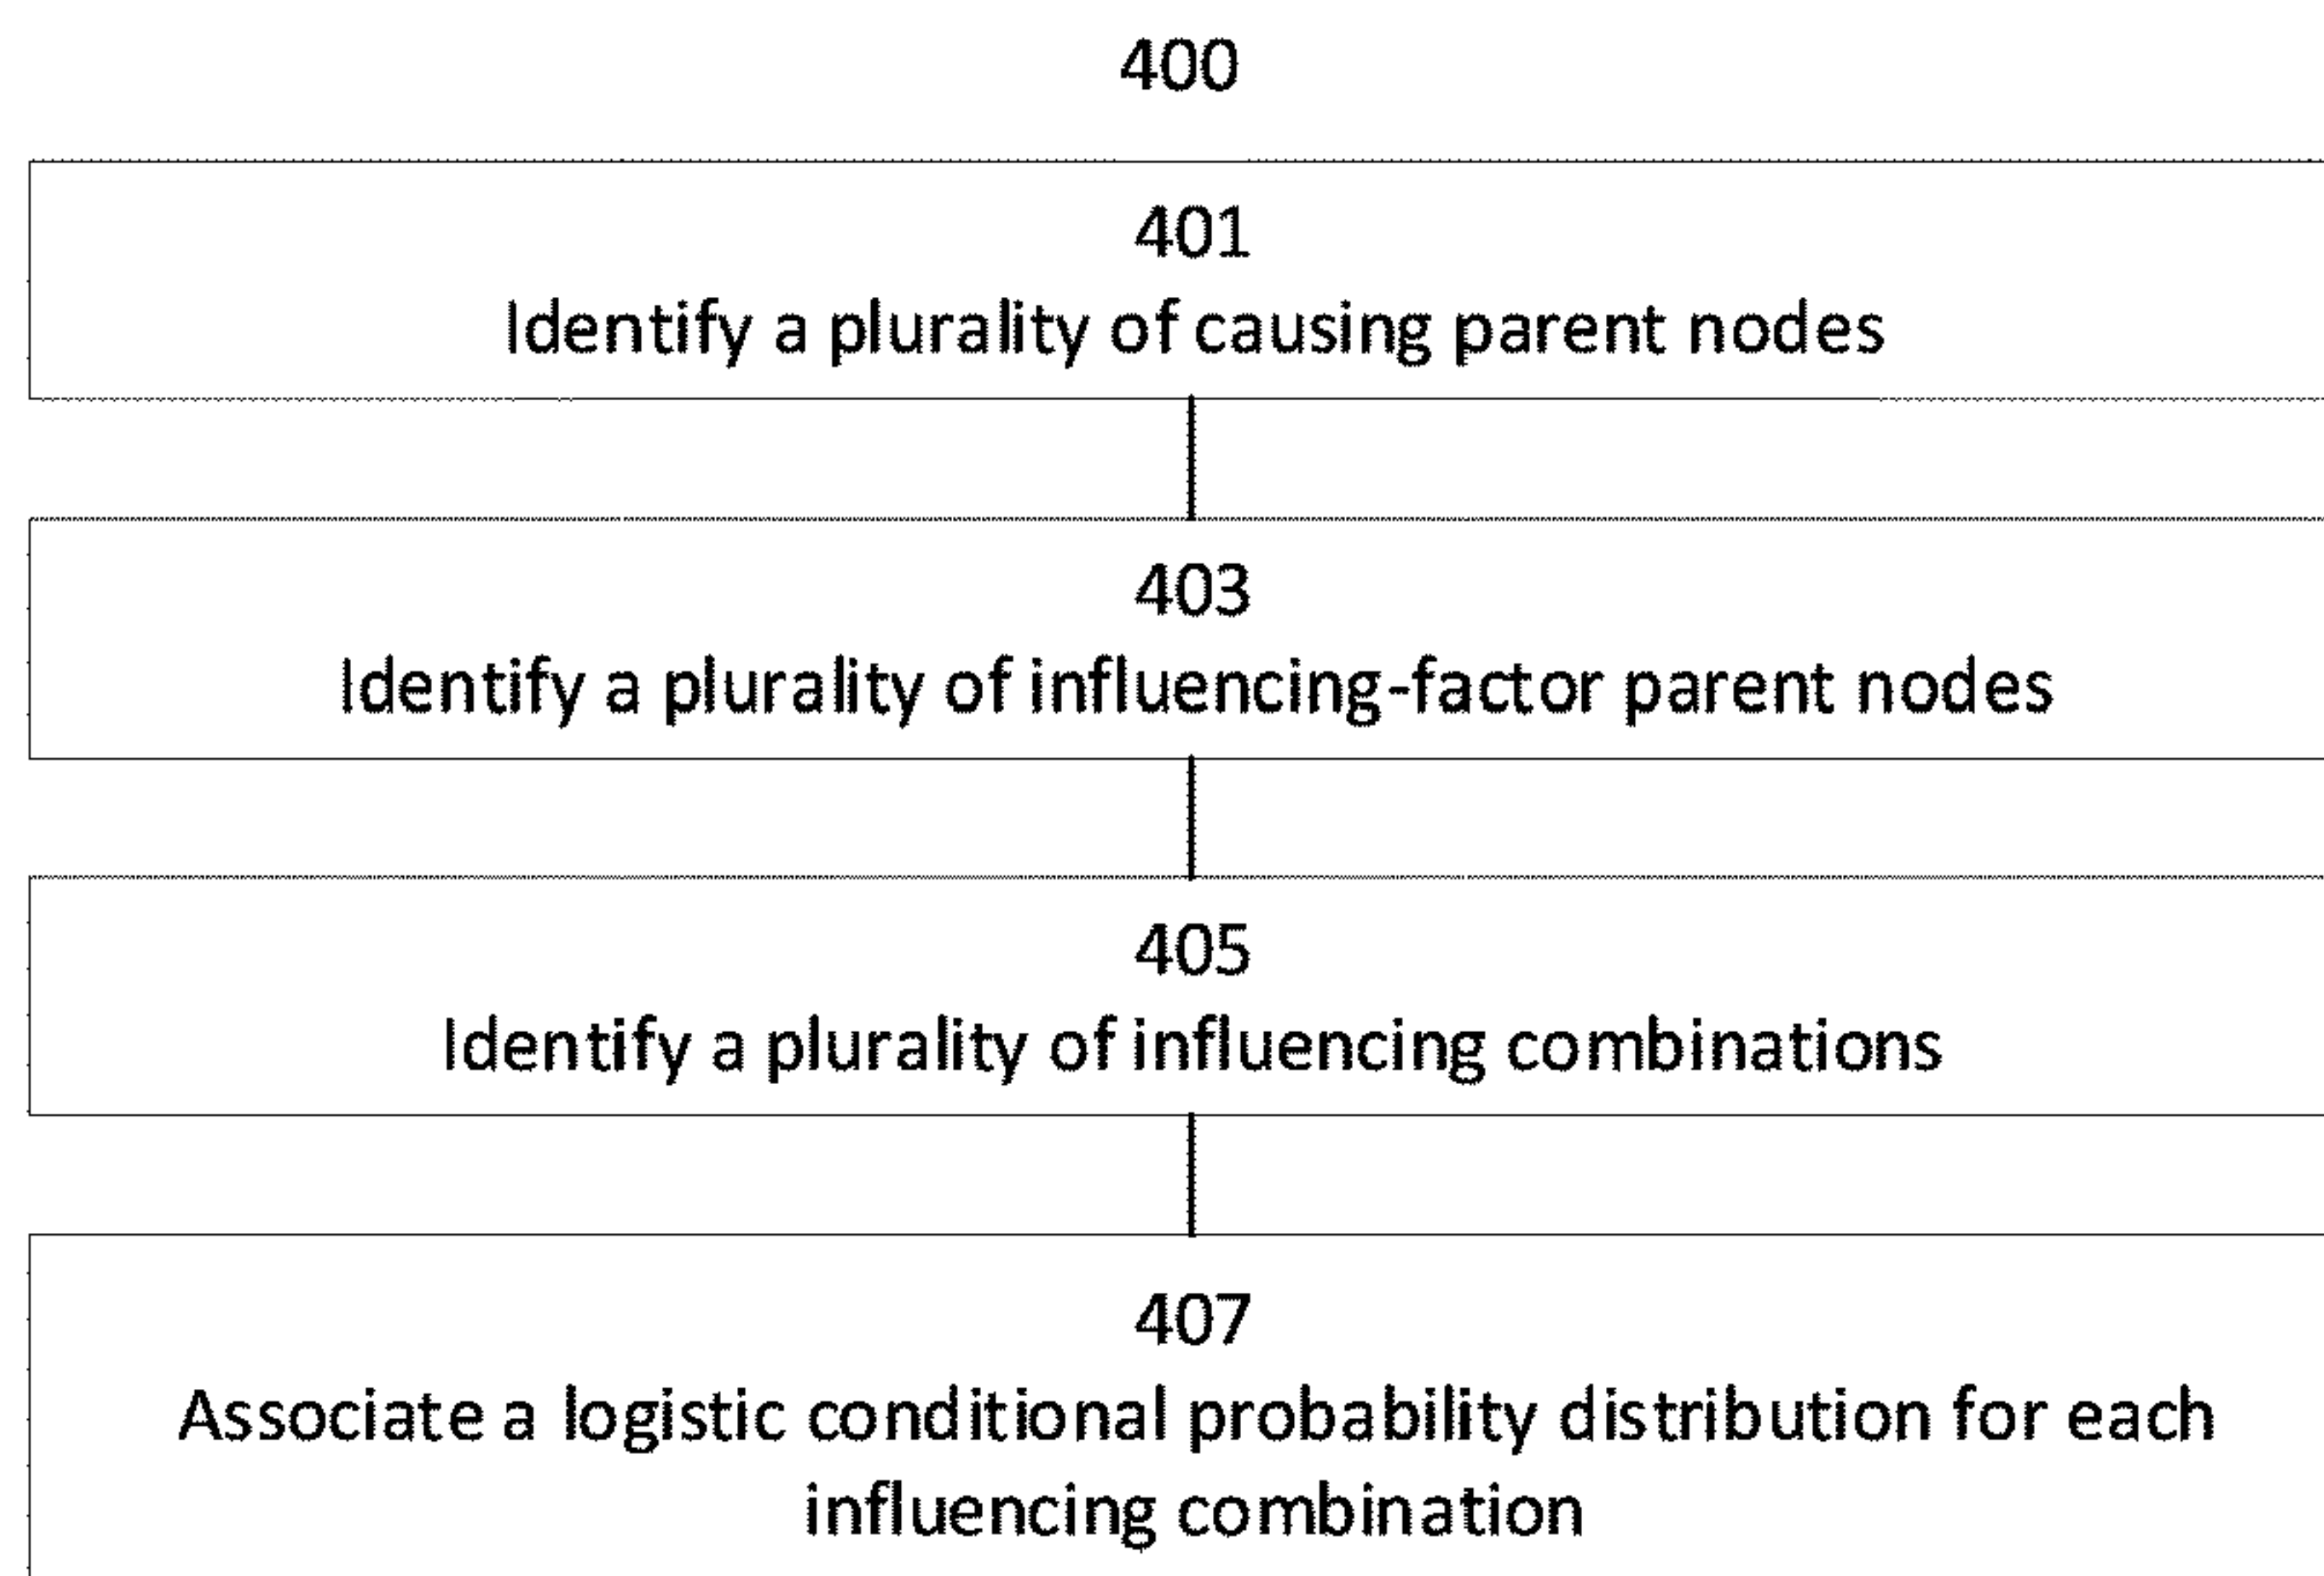 400
401
Identify a plurality of causing parent nodes
403
Identify a plurality of influencing-factor parent nodes
405
Identify a plurality of influencing combinations
407
Associate a logistic conditional probability distribution for each
influencing combination